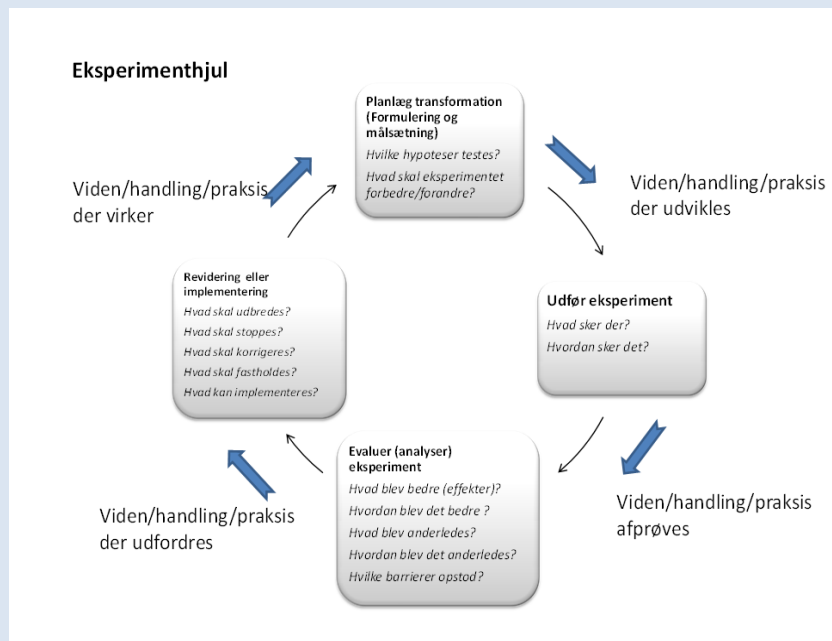 Eksperimenthjul
Planlæg transformation
(Formulering og
målsætning)
Hvilke hypoteser testes?
Hvad skal eksperimentet
forbedre/forandre?
Viden/handling/praksis
der virker
Viden/handling/praksis
der udvikles
Revidering eller
implementering
Hvad skal udbredes?
Hvad skal stoppes?
Hvad skal korrigeres?
Hvad skal fastholdes?
Hvad kan implementeres?
Udfør eksperiment
Hvad sker der?
Hvordan sker det?
Evaluer (analyser)
eksperiment
Hvad blev bedre (effekter)?
Hvordan blev det bedre ?
Hvad blev anderledes?
Hvordan blev det anderledes?
Hvilke barrierer opstod?
Viden/handling/praksis
der udfordres
Viden/handling/praksis
afprøves